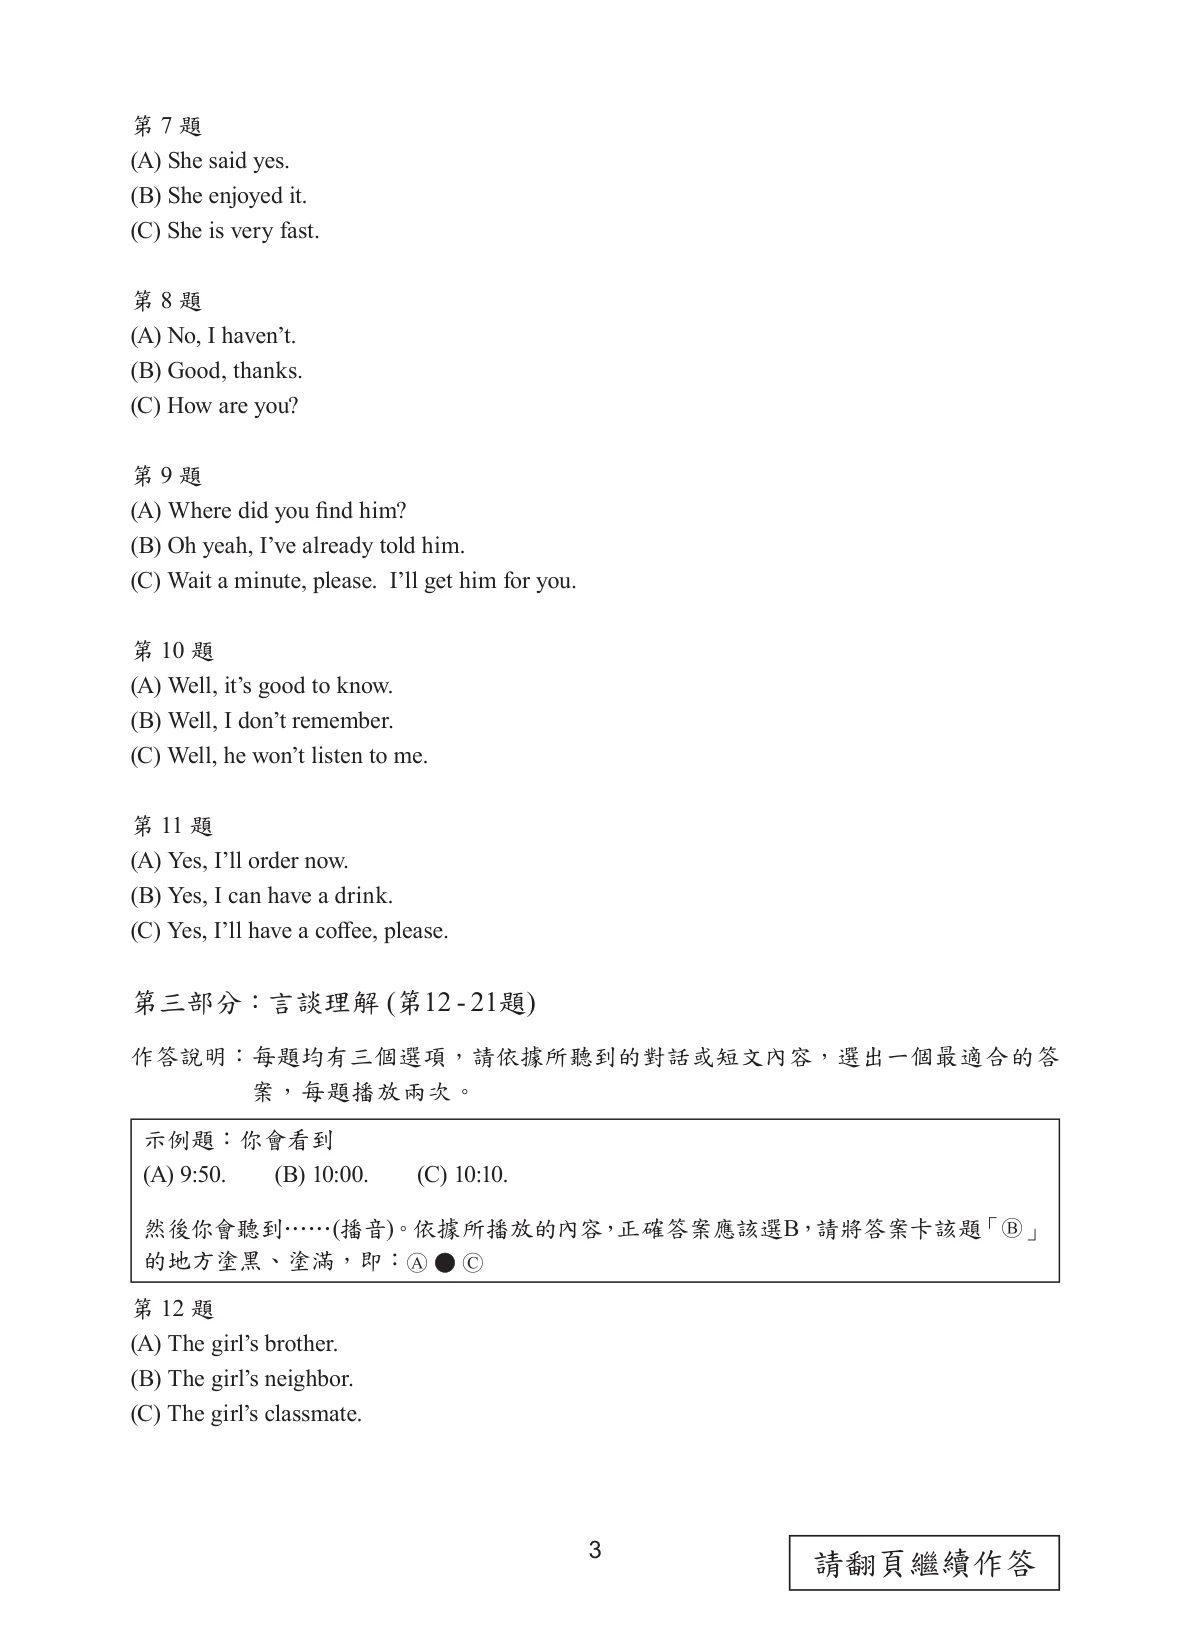 第 7 題
(A) She said yes.
(B) She enjoyed it.
(C) She is very fast.
第 8 題
(A) No, I haven’t.
(B) Good, thanks.
(C) How are you?
第 9 題
(A) Where did you find him?
(B) Oh yeah, I’ve already told him.
(C) Wait a minute, please.  I’ll get him for you.
第 10 題
(A) Well, it’s good to know.
(B) Well, I don’t remember.
(C) Well, he won’t listen to me.
第 11 題
(A) Yes, I’ll order now.
(B) Yes, I can have a drink.
(C) Yes, I’ll have a coffee, please.
第三部分：言談理解 (第12 - 21題)
作答說明：每題均有三個選項，請依據所聽到的對話或短文內容，選出一個最適合的答
案，每題播放兩次。
示例題：你會看到
(A) 9:50. (B) 10:00. (C) 10:10.
然後你會聽到……(播音)。依據所播放的內容，正確答案應該選B，請將答案卡該題「Ⓑ」
的地方塗黑、塗滿，即：Ⓐ ● Ⓒ
第 12 題
(A) The girl’s brother.
(B) The girl’s neighbor.
(C) The girl’s classmate.
3
請翻頁繼續作答